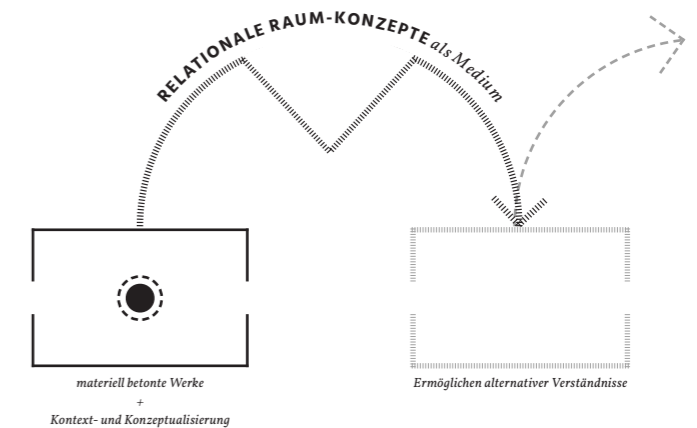 RELATIONALE RAUM-KONZEPTE als Medium
materiell betonte Werke
+
Kontext- und Konzeptualisierung
Ermöglichen alternativer Verständnisse